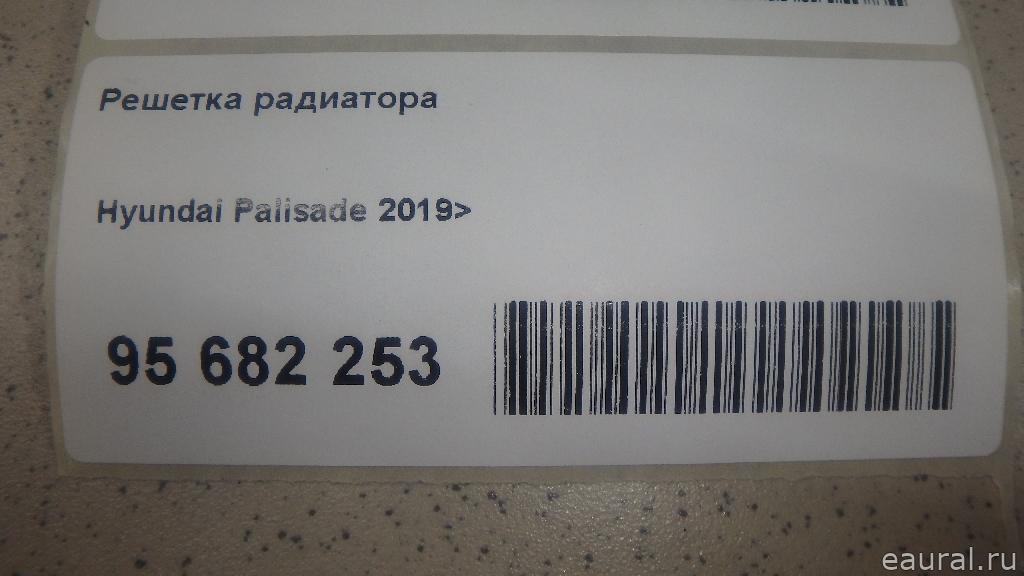 Решетка радиатора
Hyundai Palisade 2019>
95 682 253
eaural.ru